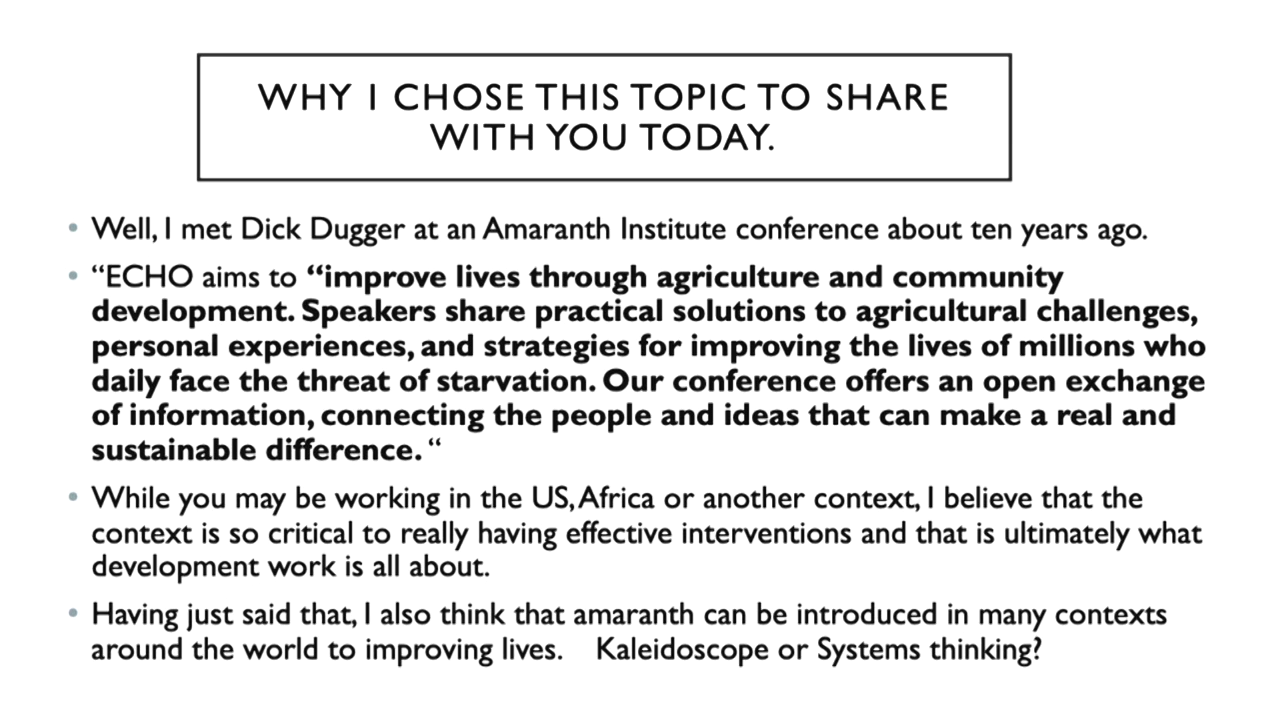 WHY I CHOSE THIS TOPIC TO SHARE
WITH YOU TODAY.
• Well, I met Dick Dugger at an Amaranth Institute conference about ten years ago.
• “ECHO aims to “improve lives through agriculture and community
development. Speakers share practical solutions to agricultural challenges,
personal experiences, and strategies for improving the lives of millions who
daily face the threat of starvation. Our conference offers an open exchange
of information, connecting the people and ideas that can make a real and
sustainable difference. “
• While you may be working in the US, Africa or another context, I believe that the
context is so critical to really having effective interventions and that is ultimately what
development work is all about.
• Having just said that, I also think that amaranth can be introduced in many contexts
around the world to improving lives. Kaleidoscope or Systems thinking?